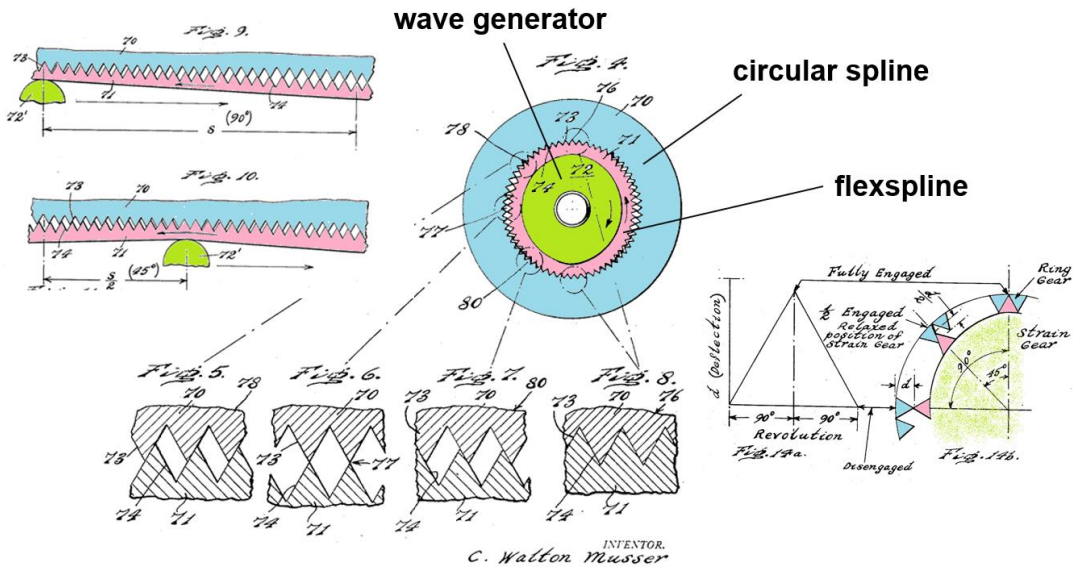 wave generator
circular spline
flexspline
Fig. 9.
70
73
71
74
72'
(90°)
s
Fig. 10.
73
70
74
71
72'
s/2
(45°)
Fig. 4.
76
70
73
78
71
72
74
77
80
Fig. 5.
70
78
73
74
71
Fig. 6.
70
73
77
74
71
Fig. 7.
73
70
80
74
71
Fig. 8.
73
70
76
74
71
Fully Engaged
Ring
Gear
1/2 Engaged
Relaxed
position of
Strain Gear
Strain
Gear
d (Deflection)
d
90°
45°
90°
90°
Revolution
Disengaged
Fig. 14a.
Fig. 14b.
INVENTOR.
C. Walton Musser